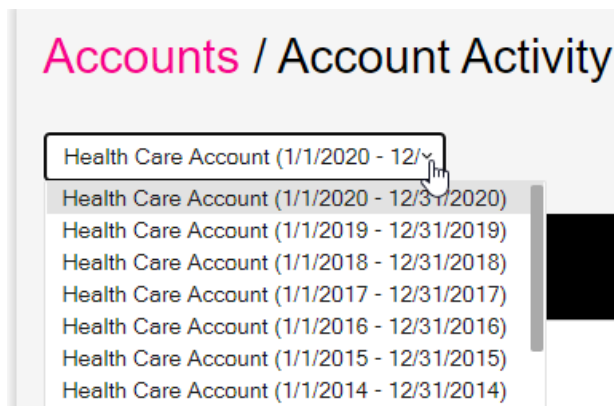 Accounts / Account Activity
Health Care Account (1/1/2020 - 12/
Health Care Account (1/1/2020 - 12/31/2020)
Health Care Account (1/1/2019 - 12/31/2019)
Health Care Account (1/1/2018 - 12/31/2018)
Health Care Account (1/1/2017 - 12/31/2017)
Health Care Account (1/1/2016 - 12/31/2016)
Health Care Account (1/1/2015 - 12/31/2015)
Health Care Account (1/1/2014 - 12/31/2014)